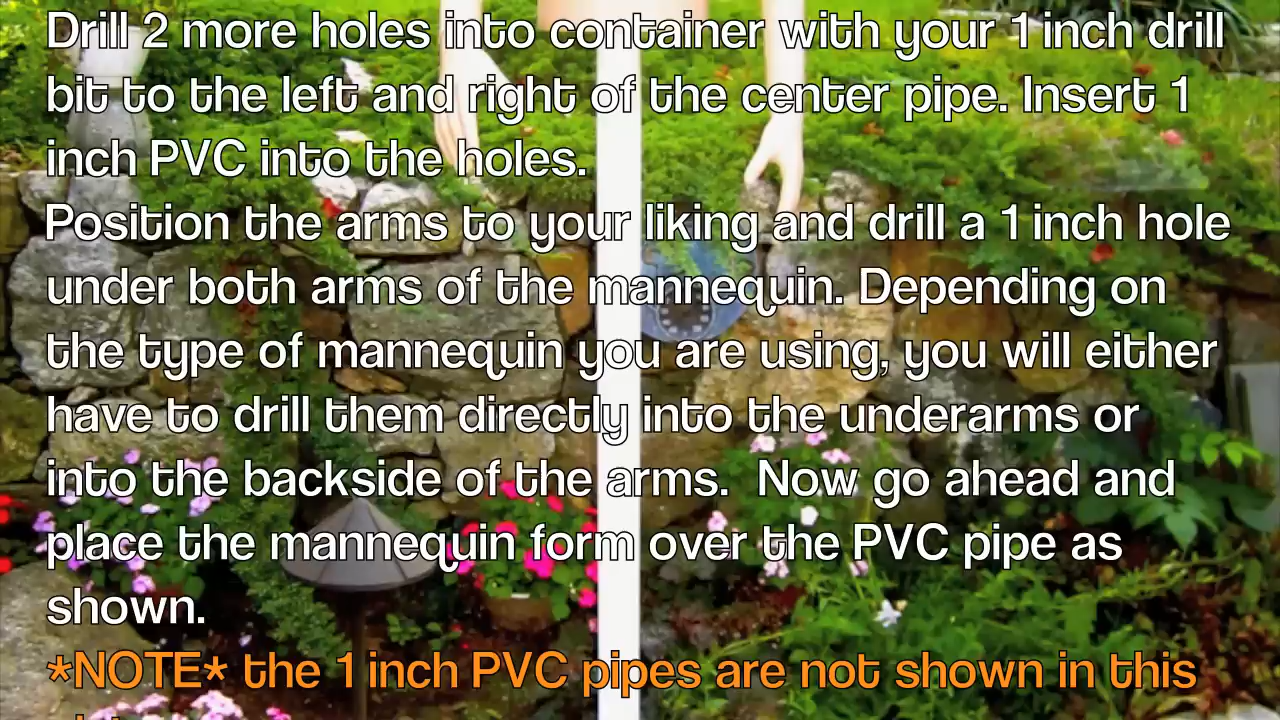 Drill 2 more holes into container with your 1 inch drill
bit to the left and right of the center pipe. Insert 1
inch PVC into the holes.
Position the arms to your liking and drill a 1 inch hole
under both arms of the mannequin. Depending on
the type of mannequin you are using, you will either
have to drill them directly into the underarms or
into the backside of the arms.  Now go ahead and
place the mannequin form over the PVC pipe as
shown.
*NOTE* the 1 inch PVC pipes are not shown in this